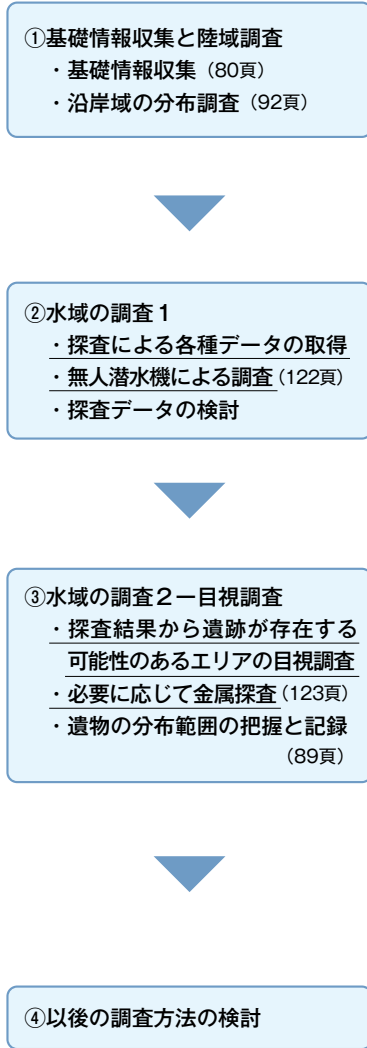 ①基礎情報収集と陸域調査
・基礎情報収集（80頁）
・沿岸域の分布調査（92頁）
②水域の調査１
・探査による各種データの取得
・無人潜水機による調査（122頁）
・探査データの検討
③水域の調査２－目視調査
・探査結果から遺跡が存在する
可能性のあるエリアの目視調査
・必要に応じて金属探査（123頁）
・遺物の分布範囲の把握と記録
（89頁）
④以後の調査方法の検討